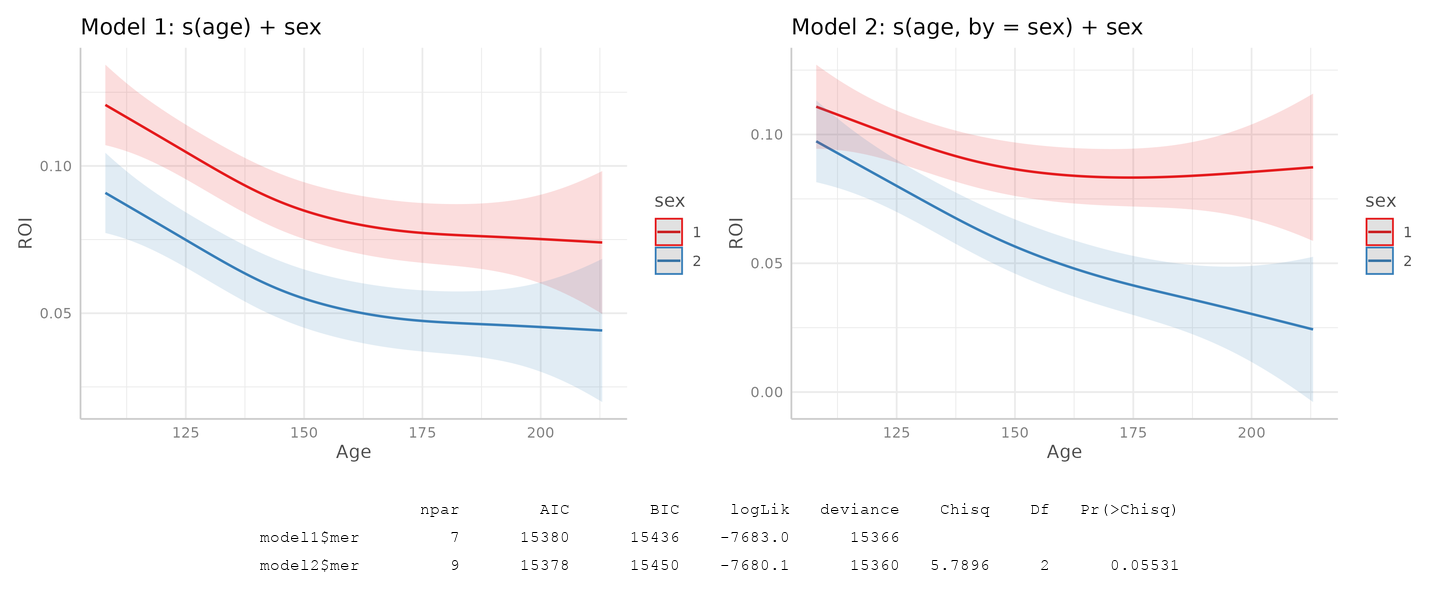 Model 1: s(age) + sex
ROI
0.10
0.05
125 150 175 200
Age
sex
1
2
Model 2: s(age, by = sex) + sex
ROI
0.10
0.05
0.00
125 150 175 200
Age
sex
1
2
npar AIC BIC logLik deviance Chisq Df Pr(>Chisq)
model1$mer 7 15380 15436 -7683.0 15366
model2$mer 9 15378 15450 -7680.1 15360 5.7896 2 0.05531